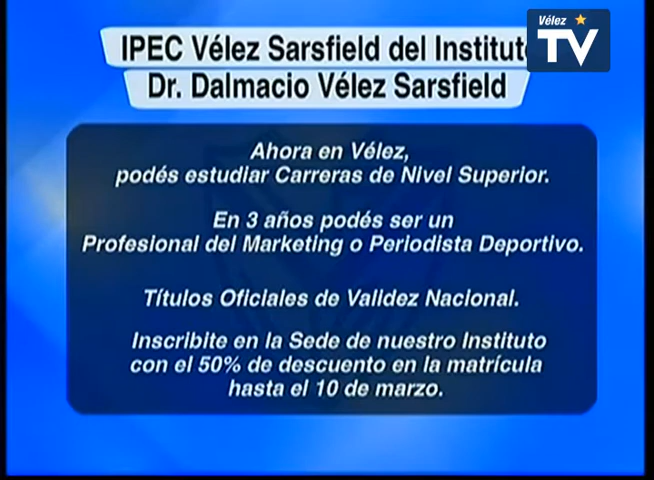 IPEC Vélez Sarsfield del Institut
Dr. Dalmacio Vélez Sarsfield
Vélez
TV
Ahora en Vélez,
podés estudiar Carreras de Nivel Superior.
En 3 años podés ser un
Profesional del Marketing o Periodista Deportivo.
Títulos Oficiales de Validez Nacional.
Inscribite en la Sede de nuestro Instituto
con el 50% de descuento en la matrícula
hasta el 10 de marzo.